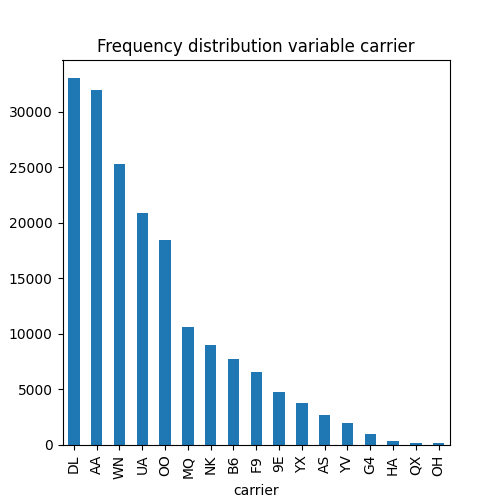 Frequency distribution variable carrier
30000
25000
20000
15000
10000
5000
0
DL AA WN UA OO MQ NK B6 F9 9E YX AS YV G4 HA QX OH
carrier